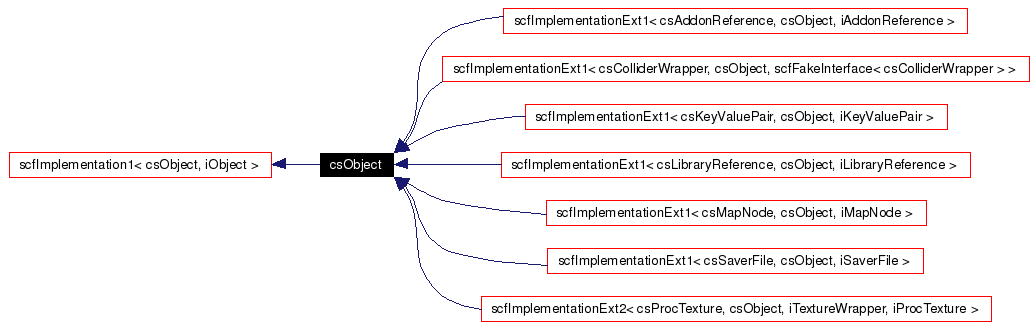 scfImplementationExt1< csAddonReference, csObject, iAddonReference >
scfImplementationExt1< csColliderWrapper, csObject, scfFakeInterface< csColliderWrapper > >
scfImplementationExt1< csKeyValuePair, csObject, iKeyValuePair >
scfImplementation1< csObject, iObject >
csObject
scfImplementationExt1< csLibraryReference, csObject, iLibraryReference >
scfImplementationExt1< csMapNode, csObject, iMapNode >
scfImplementationExt1< csSaverFile, csObject, iSaverFile >
scfImplementationExt2< csProcTexture, csObject, iTextureWrapper, iProcTexture >